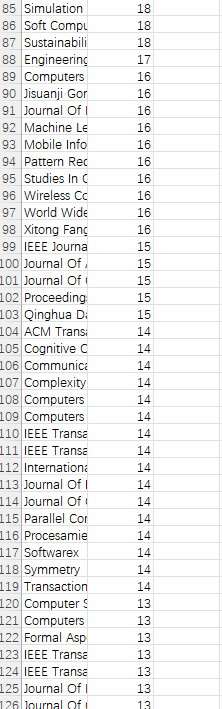 85 Simulation 18
86 Soft Compu 18
87 Sustainabili 18
88 Engineering 17
89 Computers 16
90 Jisuanji Gon 16
91 Journal Of I 16
92 Machine Le 16
93 Mobile Info 16
94 Pattern Rec 16
95 Studies In C 16
96 Wireless Co 16
97 World Wide 16
98 Xitong Fang 16
99 IEEE Journa 15
100 Journal Of 15
101 Journal Of 15
102 Proceeding 15
103 Qinghua Da 15
104 ACM Transa 14
105 Cognitive C 14
106 Communica 14
107 Complexity 14
108 Computers 14
109 Computers 14
110 IEEE Transa 14
111 IEEE Transa 14
112 Internationa 14
113 Journal Of 14
114 Journal Of 14
115 Parallel Con 14
116 Procesamie 14
117 Softwarex 14
118 Symmetry 14
119 Transaction 14
120 Computer S 13
121 Computers 13
122 Formal Asp 13
123 IEEE Transa 13
124 IEEE Transa 13
125 Journal Of 13
126 Journal Of 13